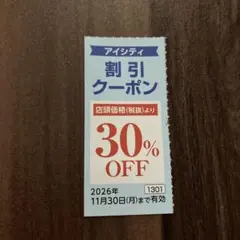 アイシティ
割引
クーポン
店頭価格(税抜)より
30%
OFF
2026年
1301
11月30日(月)まで有効